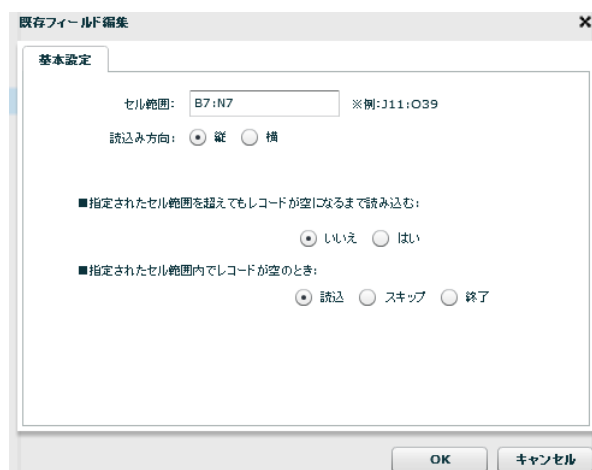 既存フィールド編集
基本設定
セル範囲: B7:N7 ※例:J11:O39
読込み方向: 縦 横
■指定されたセル範囲を超えてもレコードが空になるまで読み込む:
いいえ はい
■指定されたセル範囲内でレコードが空のとき:
読込 スキップ 終了
OK キャンセル